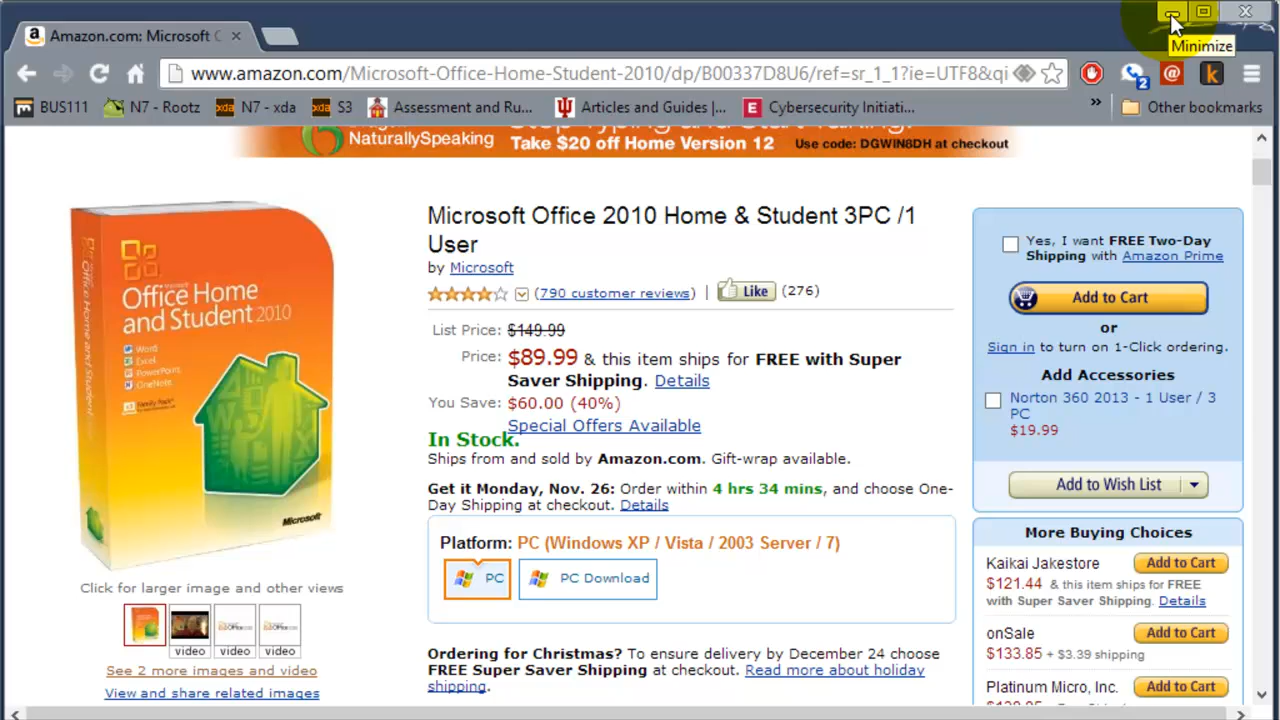 Amazon.com: Microsoft
Minimize
www.amazon.com/Microsoft-Office-Home-Student-2010/dp/B00337D8U6/ref=sr_1_1?ie=UTF8&qi
2
@
k
BUS111
N7 - Rootz
xda N7 - xda
xda S3
Assessment and Ru...
Articles and Guides |...
E Cybersecurity Initiati...
»
Other bookmarks
NaturallySpeaking
Stop Typing and Start Talking!
Take $20 off Home Version 12
Use code: DGWIN8DH at checkout
Office Home
and Student 2010
Word
Excel
PowerPoint
OneNote
Microsoft
Click for larger image and other views
video
video
video
See 2 more images and video
View and share related images
Microsoft Office 2010 Home & Student 3PC /1
User
by Microsoft
(790 customer reviews) | Like (276)
List Price: $149.99
Price: $89.99 & this item ships for FREE with Super
Saver Shipping. Details
You Save: $60.00 (40%)
Special Offers Available
In Stock.
Ships from and sold by Amazon.com. Gift-wrap available.
Get it Monday, Nov. 26: Order within 4 hrs 34 mins, and choose One-
Day Shipping at checkout. Details
Platform: PC (Windows XP / Vista / 2003 Server / 7)
PC
PC Download
Ordering for Christmas? To ensure delivery by December 24 choose
FREE Super Saver Shipping at checkout. Read more about holiday
shipping.
Yes, I want FREE Two-Day
Shipping with Amazon Prime
Add to Cart
or
Sign in to turn on 1-Click ordering.
Add Accessories
Norton 360 2013 - 1 User / 3
PC
$19.99
Add to Wish List
More Buying Choices
Kaikai Jakestore
Add to Cart
$121.44 & this item ships for FREE
with Super Saver Shipping. Details
onSale
Add to Cart
$133.85 + $3.39 shipping
Platinum Micro, Inc.
Add to Cart